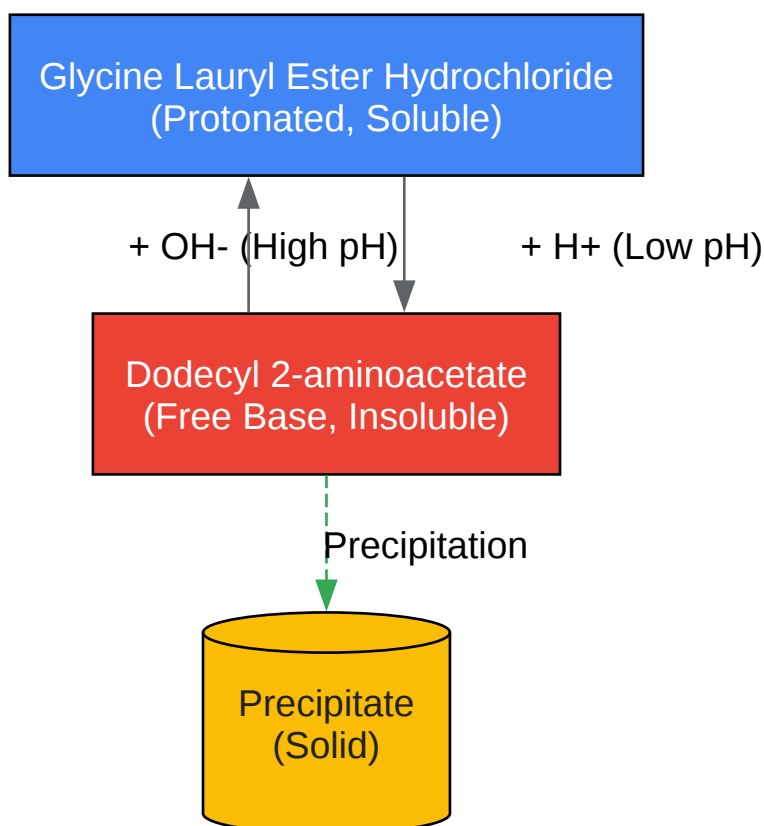 Glycine Lauryl Ester Hydrochloride
(Protonated, Soluble)
+ OH- (High pH)
+ H+ (Low pH)
Dodecyl 2-aminoacetate
(Free Base, Insoluble)
Precipitation
Precipitate
(Solid)